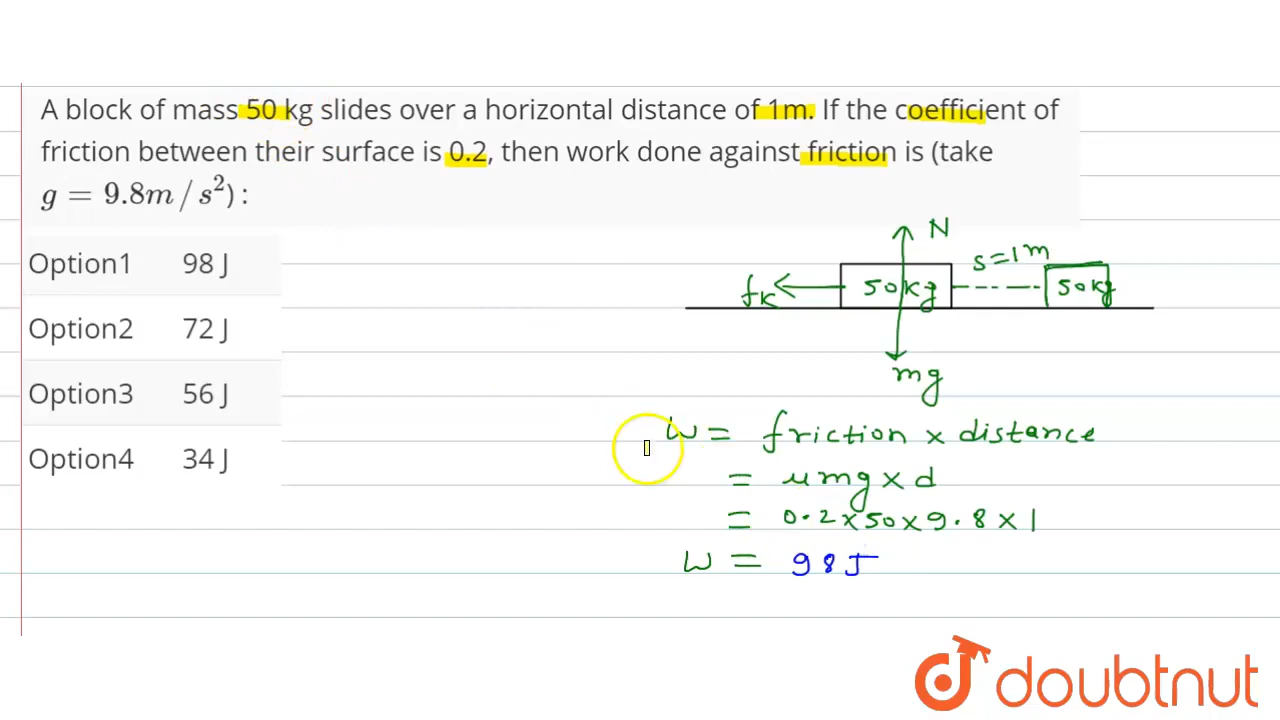 A block of mass 50 kg slides over a horizontal distance of 1m. If the coefficient of
friction between their surface is 0.2, then work done against friction is (take
g = 9.8m/s²) :
Option1 98 J
Option2 72 J
Option3 56 J
Option4 34 J
N
s=1m
fK
50kg
50kg
mg
W = friction × distance
= μmg × d
= 0.2×50×9.8×1
W = 98J
doubtnut